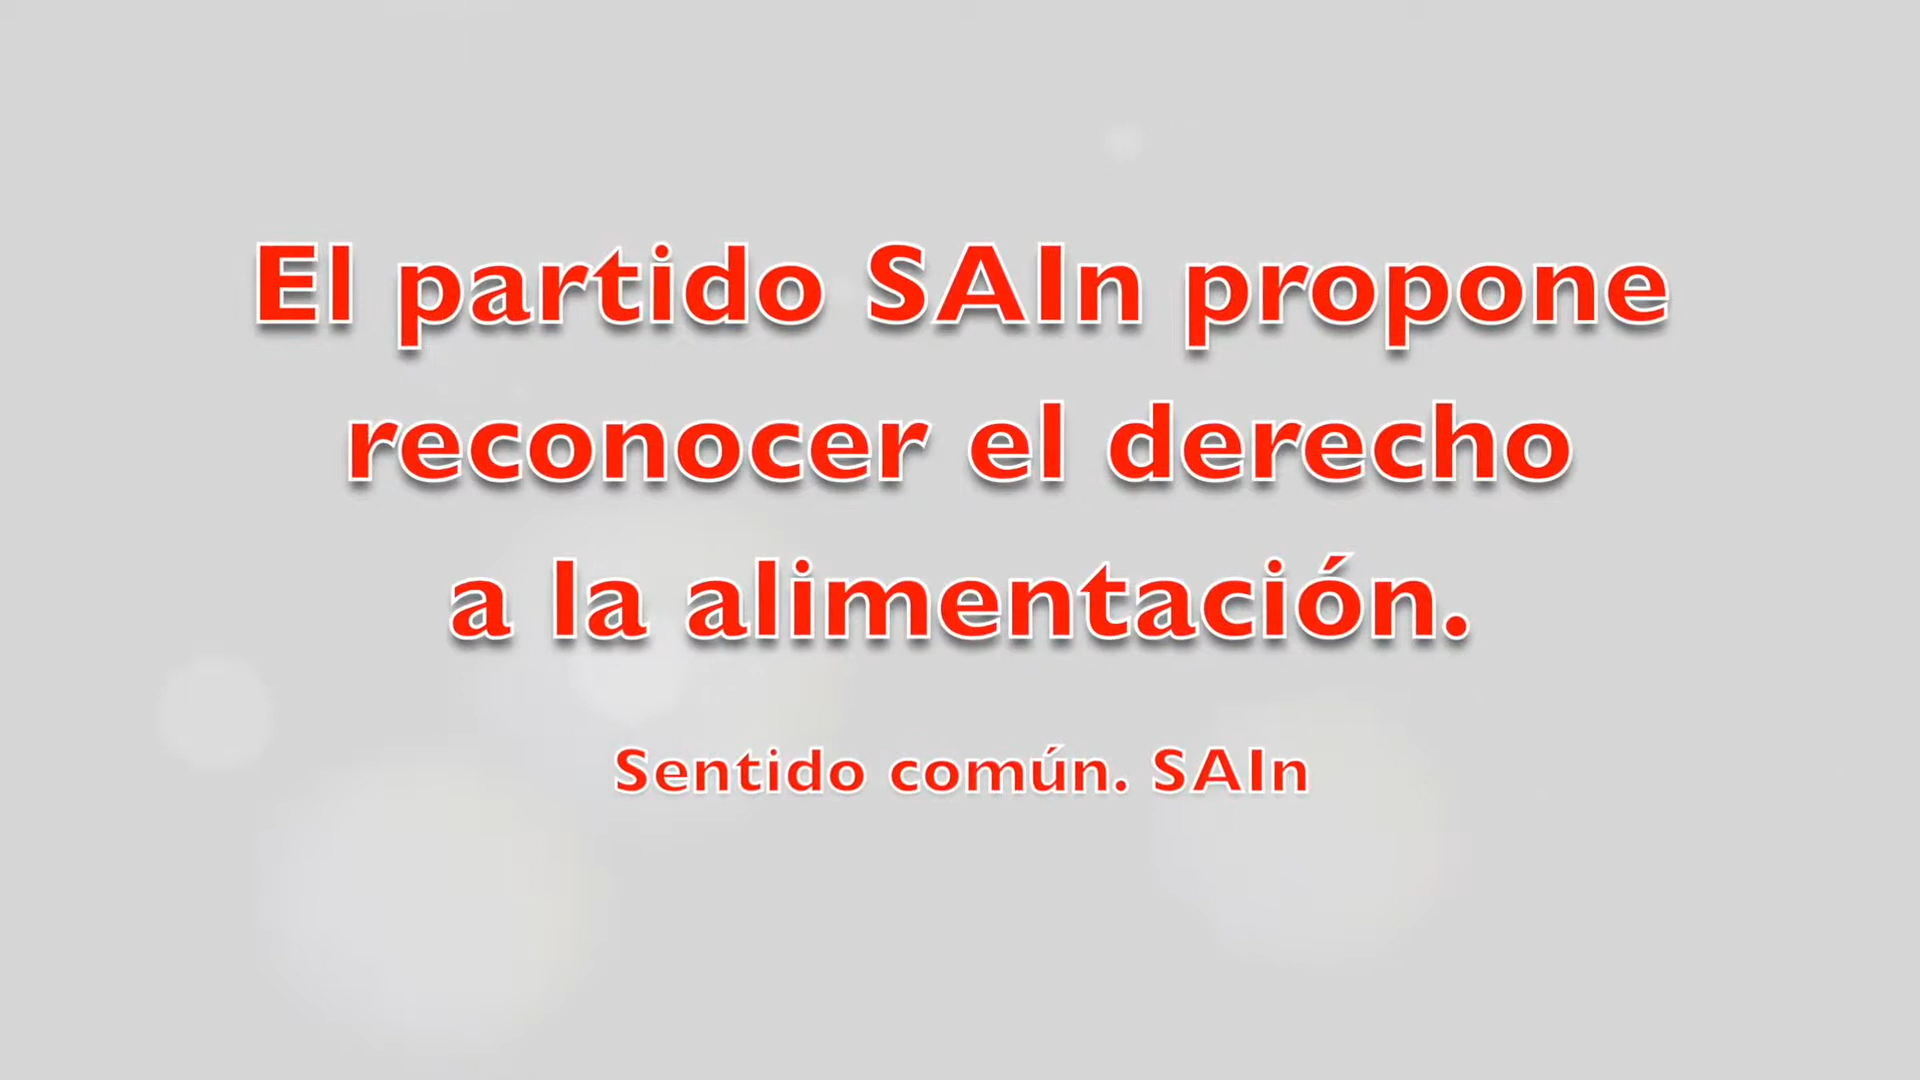 El partido SAIn propone
reconocer el derecho
a la alimentación.
Sentido común. SAIn